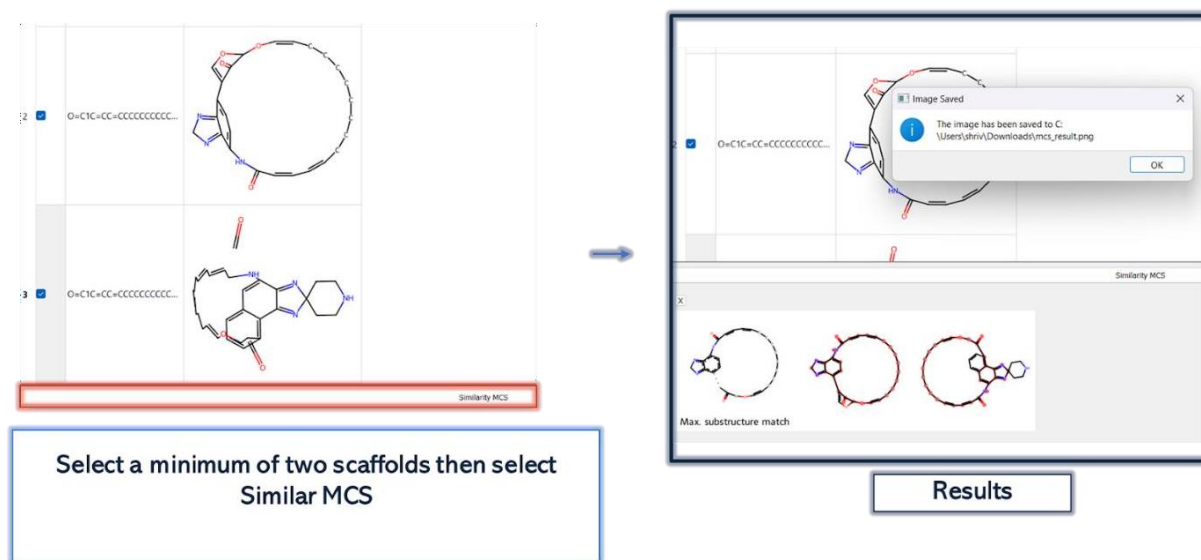 2
O=C1C=CC=CCCCCCCCCC...
3
O=C1C=CC=CCCCCCCCCC...
Similarity MCS
Select a minimum of two scaffolds then select
Similar MCS
Image Saved
The image has been saved to C:
\Users\shriv\Downloads\mcs_result.png
OK
2
O=C1C=CC=CCCCCCCCCC...
Similarity MCS
X
Max. substructure match
Results